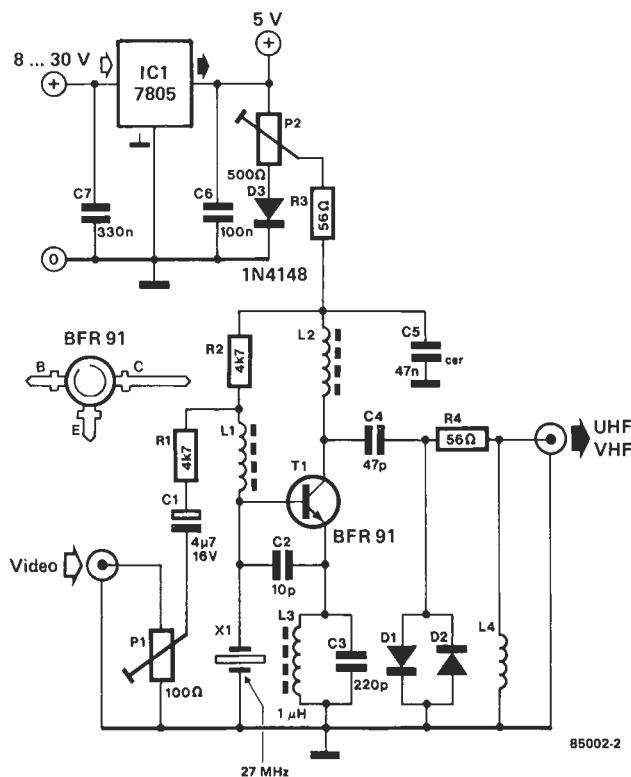 5 V
8 ... 30 V
IC1
7805
P2
500Ω
C7
330n
C6
100n
D3
R3
56Ω
1N4148
0
BFR 91
B
C
E
R2
4k7
L2
C5
cer
47n
R1
4k7
L1
C4
47p
R4
56Ω
UHF
VHF
T1
BFR 91
C1
4µ7
16V
C2
10p
Video
P1
100Ω
X1
L3
1 µH
C3
220p
D1
D2
L4
27 MHz
85002-2